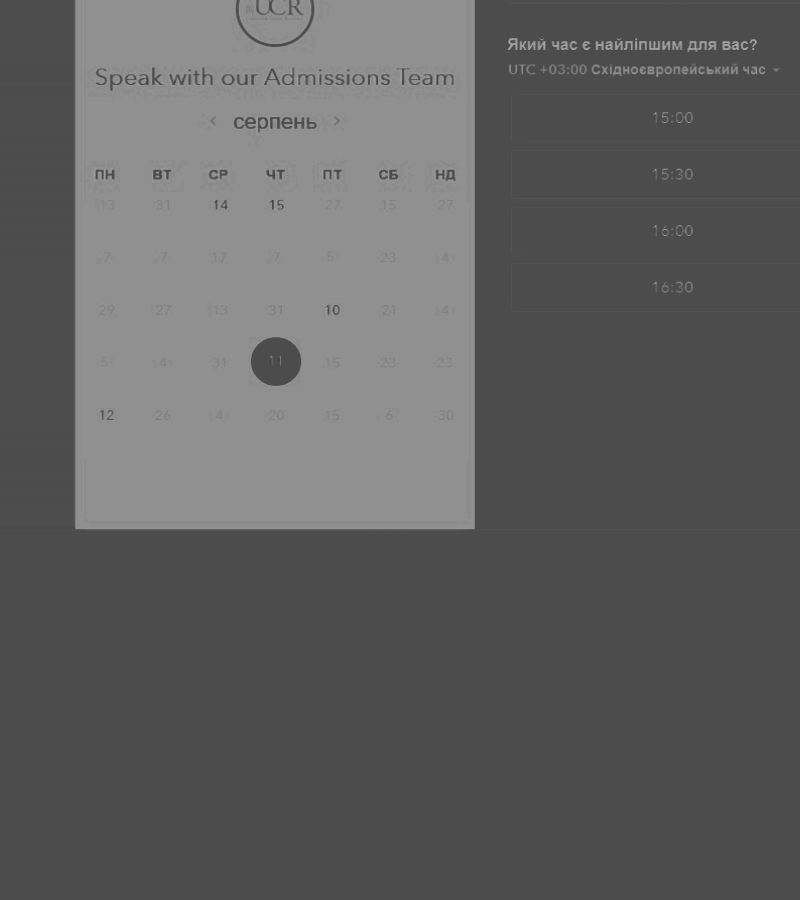 UCR
Speak with our Admissions Team
серпень
ПН ВТ СР ЧТ ПТ СБ НД
13 31 14 15 27 15 27
7 7 17 7 5 23 4
29 27 13 31 10 21 4
5 4 31 11 15 23 23
12 26 4 20 15 6 30
Який час є найліпшим для вас?
UTC +03:00 Східноєвропейський час
15:00
15:30
16:00
16:30